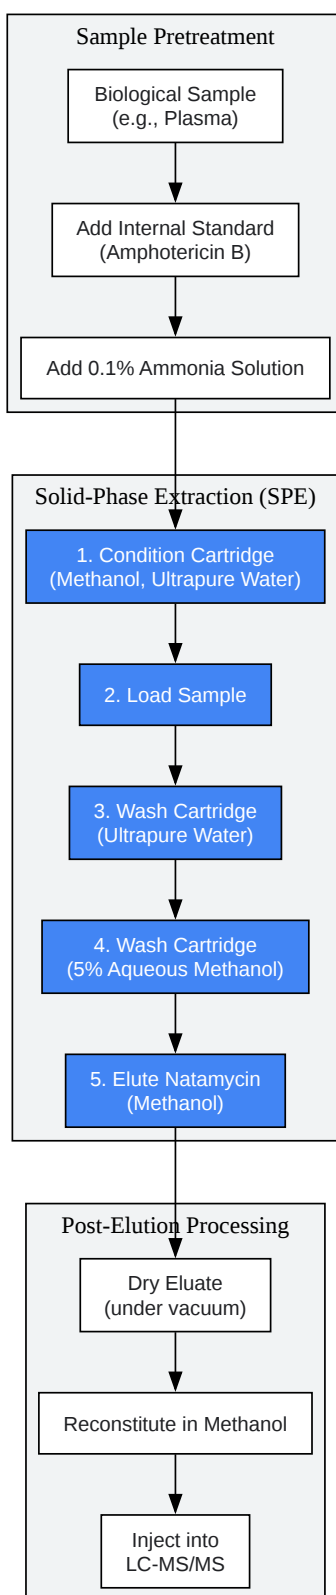 Sample Pretreatment
Biological Sample
(e.g., Plasma)
Add Internal Standard
(Amphotericin B)
Add 0.1% Ammonia Solution
Solid-Phase Extraction (SPE)
1. Condition Cartridge
(Methanol, Ultrapure Water)
2. Load Sample
3. Wash Cartridge
(Ultrapure Water)
4. Wash Cartridge
(5% Aqueous Methanol)
5. Elute Natamycin
(Methanol)
Post-Elution Processing
Dry Eluate
(under vacuum)
Reconstitute in Methanol
Inject into
LC-MS/MS